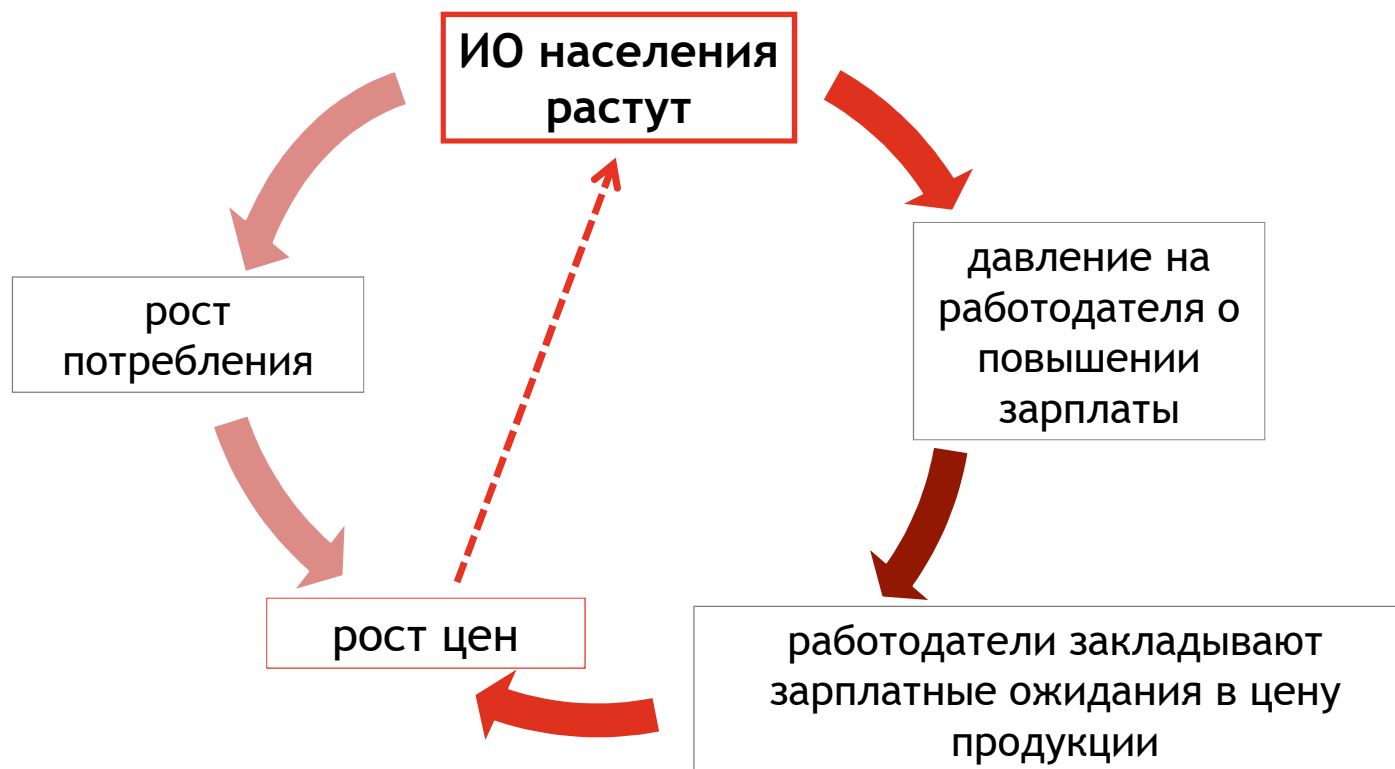 ИО населения
растут
давление на
работодателя о
повышении
зарплаты
рост
потребления
рост цен
работодатели закладывают
зарплатные ожидания в цену
продукции